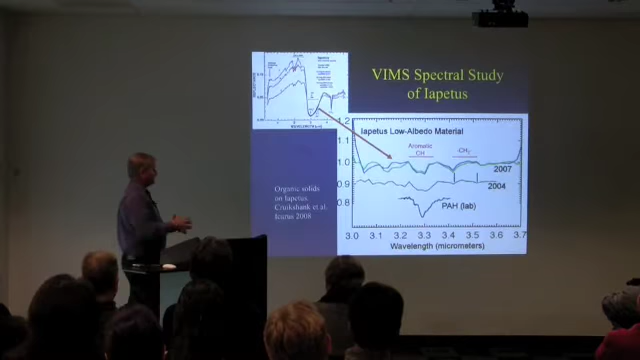 VIMS Spectral Study
of Iapetus
1.2
1.1
1.0
0.9
0.8
Iapetus Low-Albedo Material
Aromatic
CH
-CH2-
2007
2004
PAH (lab)
3.0 3.1 3.2 3.3 3.4 3.5 3.6 3.7
Wavelength (micrometers)
Organic solids
on Iapetus.
Cruikshank et al.
Icarus 2008